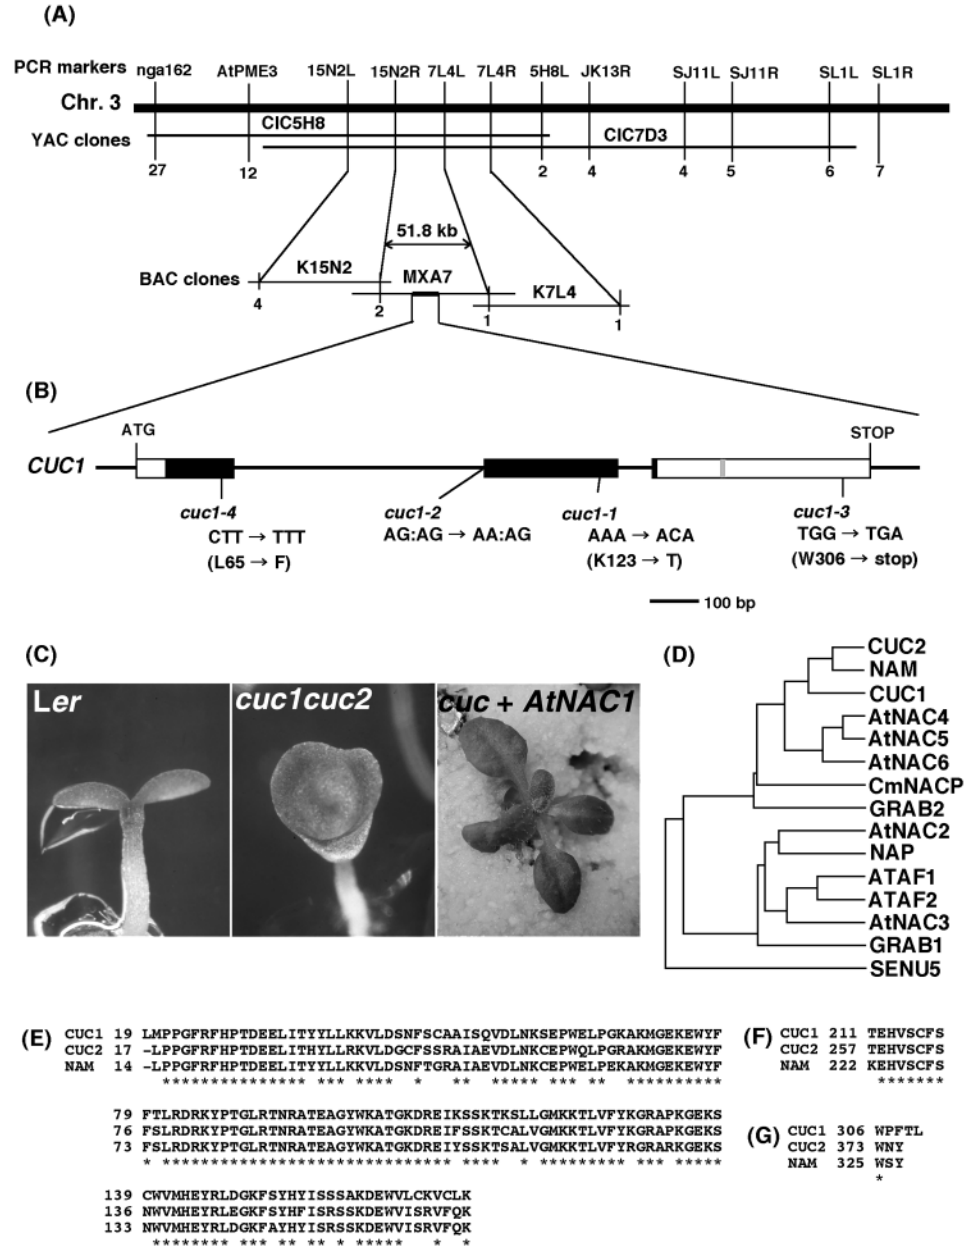 (A)
PCR markers nga162 AtPME3 15N2L 15N2R 7L4L 7L4R 5H8L JK13R SJ11L SJ11R SL1L SL1R
Chr. 3
CIC5H8
YAC clones CIC7D3
27 12 2 4 4 5 6 7
51.8 kb
BAC clones K15N2 MXA7 K7L4
4 2 1 1
(B)
ATG STOP
CUC1
cuc1-4 cuc1-2 cuc1-1 cuc1-3
CTT → TTT AG:AG → AA:AG AAA → ACA TGG → TGA
(L65 → F) (K123 → T) (W306 → stop)
100 bp
(C)
Ler cuc1cuc2 cuc + AtNAC1
(D)
CUC2
NAM
CUC1
AtNAC4
AtNAC5
AtNAC6
CmNACP
GRAB2
AtNAC2
NAP
ATAF1
ATAF2
AtNAC3
GRAB1
SENU5
(E)
CUC1 19 LMPPGFRFHPTDEELITYYLLKKVLDSNFSCAAISQVDLNKSEPWELPGKAKMGEKEWYF
CUC2 17 -LPPGFRFHPTDEELITHYLLRKVLDGCFSSRAIAEVDLNKCEPWQLPGRAKMGEKEWYF
NAM 14 -LPPGFRFHPTDEELITYYLLKKVLDSNFTGRAIAEVDLNKCEPWELPEKAKMGEKEWYF
*************** *** **** * ** ***** *** ** **********
79 FTLRDRKYPTGLRTNRATEAGYWKATGKDREIKSSKTKSLLGMKKTLVFYKGRAPKGEKS
76 FSLRDRKYPTGLRTNRATEAGYWKATGKDREIFSSKTCALVGMKKTLVFYKGRAPKGEKS
73 FSLRDRKYPTGLRTNRATEAGYWKATGKDREIYSSKTSALVGMKKTLVFYRGRARKGEKS
* ****************************** **** * ********* *** *****
139 CWVMHEYRLDGKFSYHYISSSAKDEWVLCKVCLK
136 NWVMHEYRLEGKFSYHFISRSSKDEWVISRVFQK
133 NWVMHEYRLDGKFAYHYISRSSKDEWVISRVFQK
******** *** ** ** * ***** * *
(F)
CUC1 211 TEHVSCFS
CUC2 257 TEHVSCFS
NAM 222 KEHVSCFS
*******
(G)
CUC1 306 WPFTL
CUC2 373 WNY
NAM 325 WSY
*